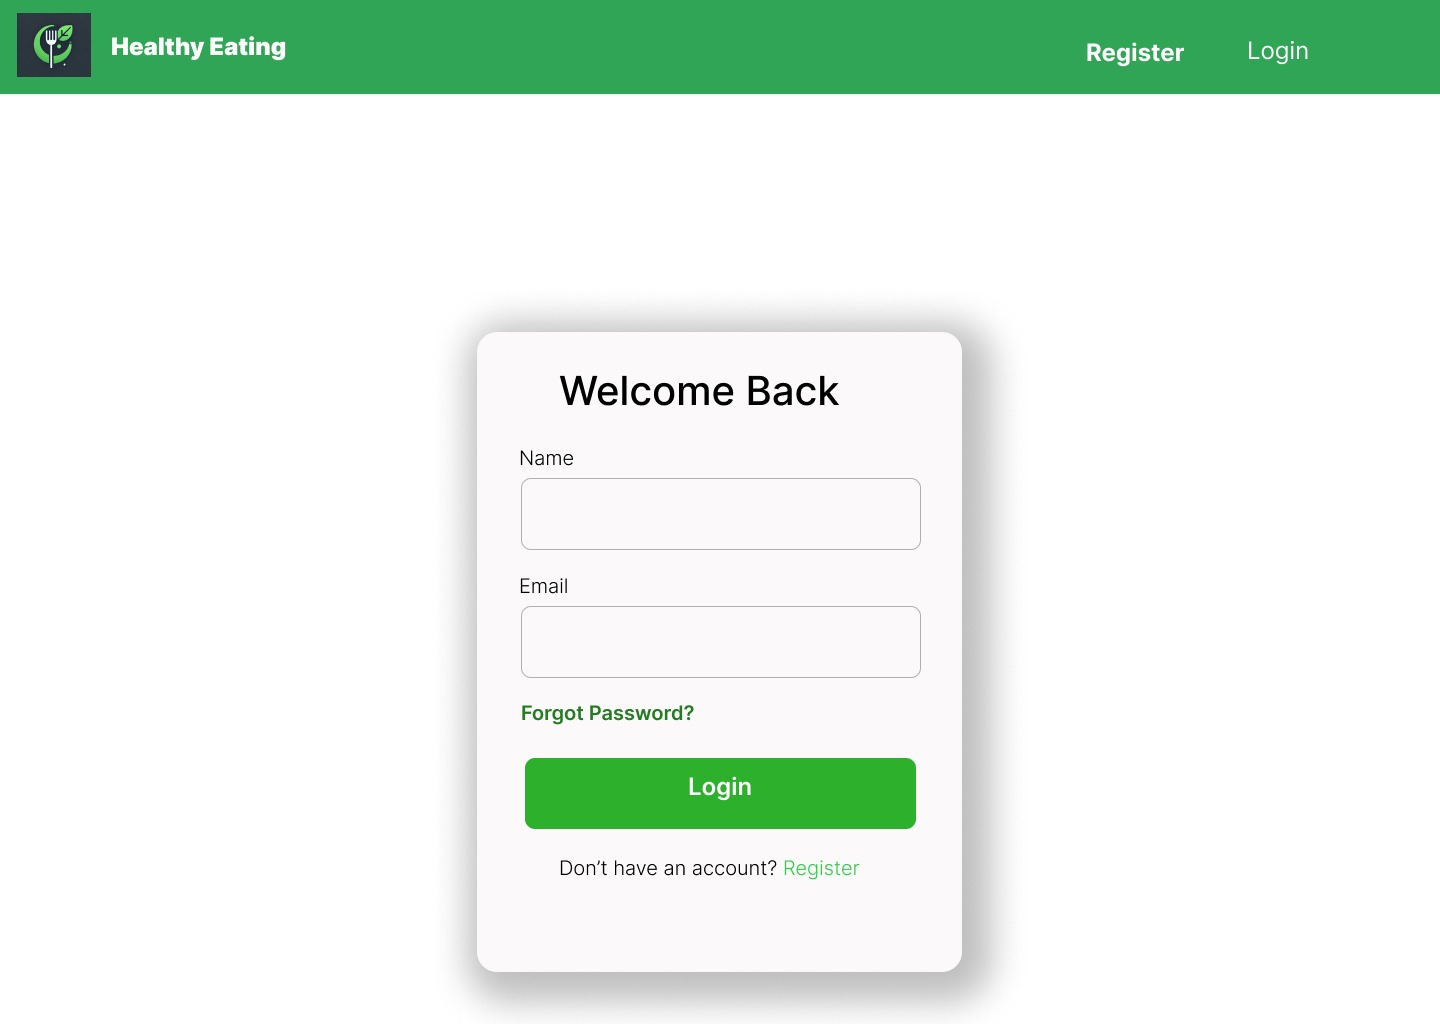 Healthy Eating
Register
Login
Welcome Back
Name
Email
Forgot Password?
Login
Don’t have an account? Register